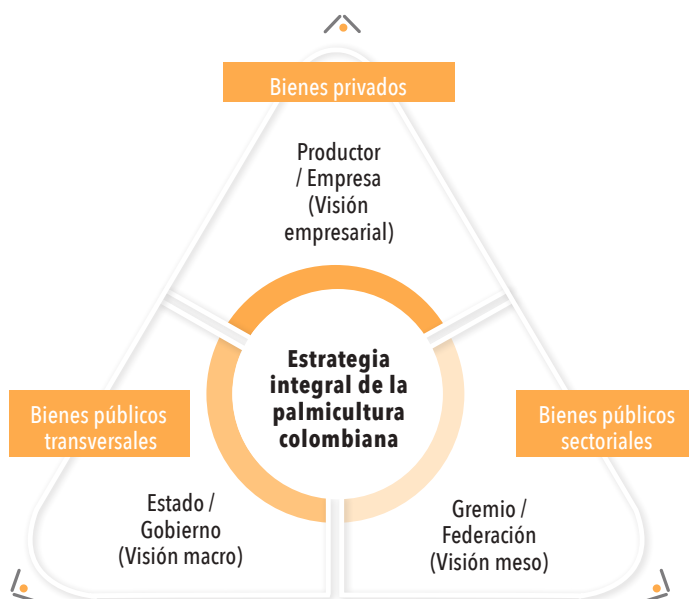 Bienes privados
Productor
/ Empresa
(Visión
empresarial)
Estrategia
integral de la
palmicultura
colombiana
Bienes públicos
transversales
Bienes públicos
sectoriales
Estado /
Gobierno
(Visión macro)
Gremio /
Federación
(Visión meso)